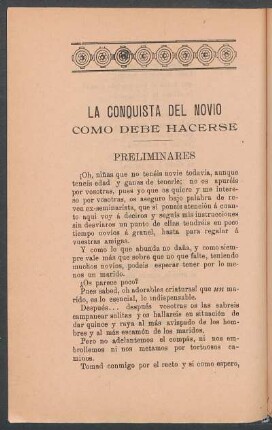 LA CONQUISTA DEL NOVIO
COMO DEBE HACERSE
PRELIMINARES
¡Oh, niñas que no tenéis novio todavía, aunque
tenéis edad y ganas de tenerle; no os apuréis
por vosotras, pues yo que os quiero y me intere-
so por vosotras, os aseguro bajo palabra de re-
vea ex-seminarista, que si ponéis atención á cuan-
to aquí voy á deciros y seguís mis instrucciones
sin desviaros un punto de ellas tendréis en poco
tiempo novios á granel, hasta para regalar á
vuestras amigas.
Y como lo que abunda no daña, y como siem-
pre vale más que sobre que no que falte, teniendo
muchos novios, podéis esperar tener por lo me-
nos un marido.
¿Os parece poco?
Pues sabed, oh adorables criaturas! que un ma-
rido, es lo esencial, lo indispensable.
Después... después vosotras os las sabréis
campanear solitas y os hallaréis en situación de
dar quince y raya al más avispado de los hom-
bres y al más escamón de los maridos.
Pero no adelantemos el compás, ni nos em-
brollemos ni nos metamos por tortuosos ca-
minos.
Tomad conmigo por el recto y si como espero,